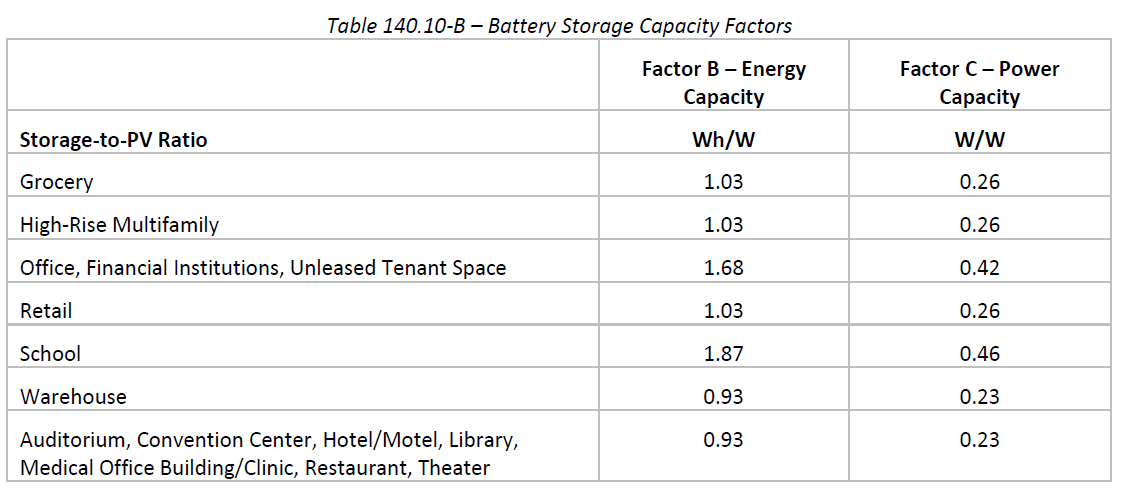 Table 140.10-B – Battery Storage Capacity Factors
Factor B – Energy Capacity Factor C – Power Capacity
Storage-to-PV Ratio Wh/W W/W
Grocery 1.03 0.26
High-Rise Multifamily 1.03 0.26
Office, Financial Institutions, Unleased Tenant Space 1.68 0.42
Retail 1.03 0.26
School 1.87 0.46
Warehouse 0.93 0.23
Auditorium, Convention Center, Hotel/Motel, Library,
Medical Office Building/Clinic, Restaurant, Theater 0.93 0.23